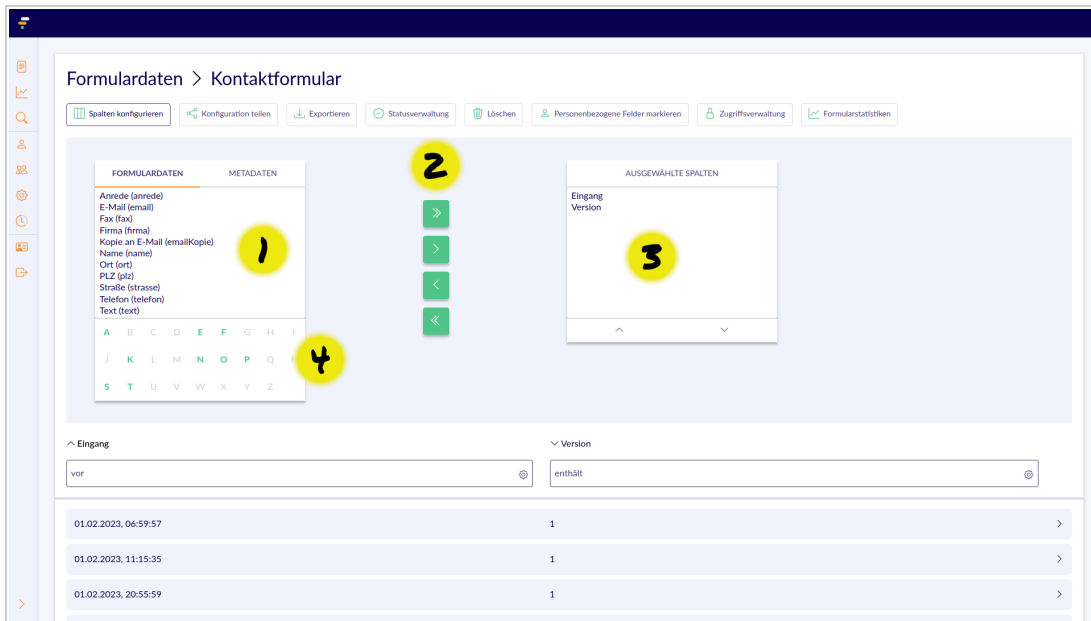 Formulardaten > Kontaktformular
Spalten konfigurieren Konfiguration teilen Exportieren Statusverwaltung Löschen Personenbezogene Felder markieren Zugriffsverwaltung Formularstatistiken
2
FORMULARDATEN METADATEN AUSGEWÄHLTE SPALTEN
Anrede (anrede)
E-Mail (email)
Fax (fax)
Firma (firma)
Kopie an E-Mail (emailKopie)
Name (name)
Ort (ort)
PLZ (plz)
Straße (strasse)
Telefon (telefon)
Text (text)
1
Eingang
Version
3
A B C D E F G H I
J K L M N O P Q
S T U V W X Y Z
4
Eingang Version
vor enthält
01.02.2023, 06:59:57 1
01.02.2023, 11:15:35 1
01.02.2023, 20:55:59 1